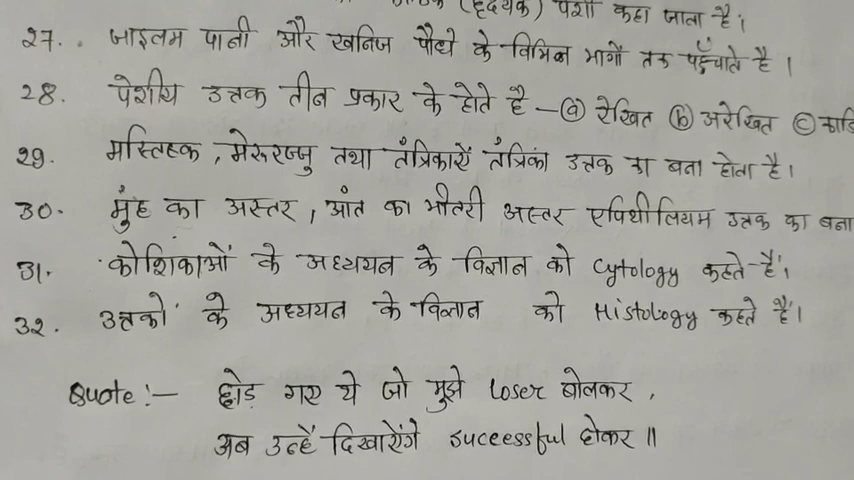 (हृदयक) पेशी कहा जाता है।
27. जाइलम पानी और खनिज पौधे के विभिन्न भागों तक पहुँचाते है।
28. पेशीय उत्तक तीन प्रकार के होते है – ⓐ रेखित ⓑ अरेखित ⓒ
29. मस्तिष्क, मेरुरज्जु तथा तंत्रिकाएँ तंत्रिका उत्तक का बना होता है।
30. मुंह का अस्तर, आंत का भीतरी अस्तर एपिथीलियम उत्तक का बना
31. कोशिकाओं के अध्ययन के विज्ञान को Cytology कहते हैं।
32. उत्तको के अध्ययन के विज्ञान को Histology कहते हैं।
Quote :– छोड़ गए ये जो मुझे loser बोलकर,
अब उन्हें दिखाऐंगे successful होकर ॥